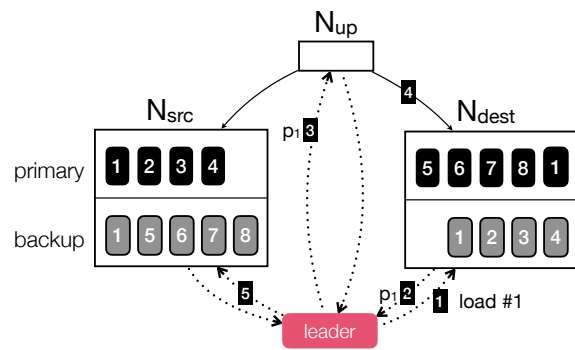 Nup
Nsrc
4
Ndest
p1 3
primary
1 2 3 4
5 6 7 8 1
backup
1 5 6 7 8
1 2 3 4
5
p1 2
1 load #1
leader